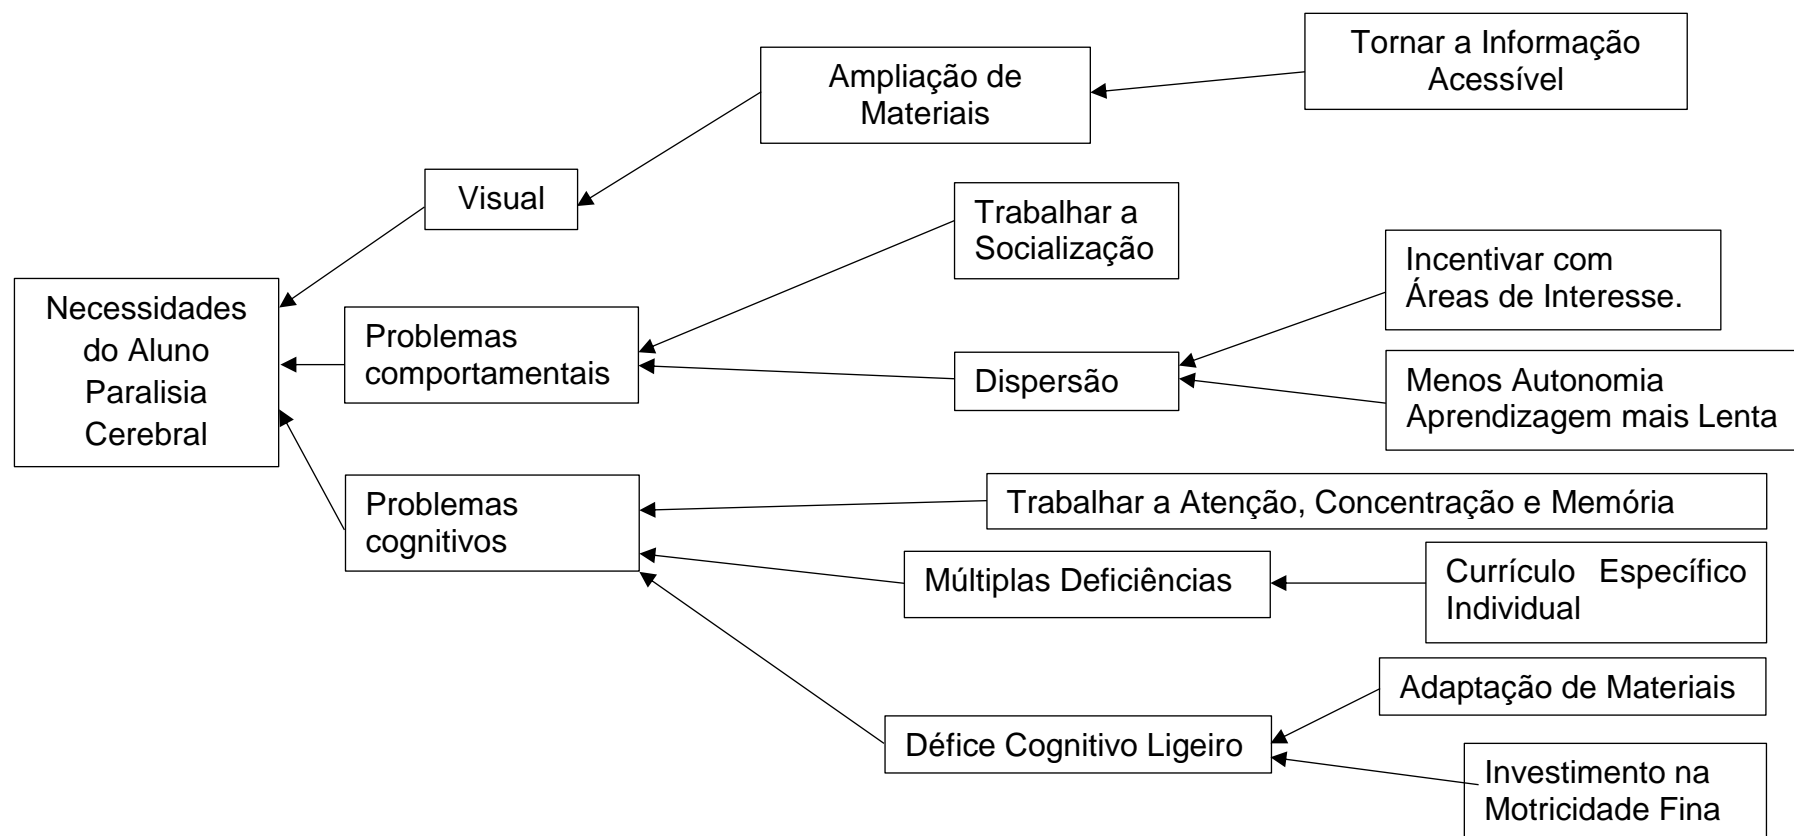 Tornar a Informação
Acessível
Ampliação de
Materiais
Visual
Trabalhar a
Socialização
Incentivar com
Áreas de Interesse.
Necessidades
do Aluno
Paralisia
Cerebral
Problemas
comportamentais
Dispersão
Menos Autonomia
Aprendizagem mais Lenta
Problemas
cognitivos
Trabalhar a Atenção, Concentração e Memória
Múltiplas Deficiências
Currículo Específico
Individual
Adaptação de Materiais
Défice Cognitivo Ligeiro
Investimento na
Motricidade Fina